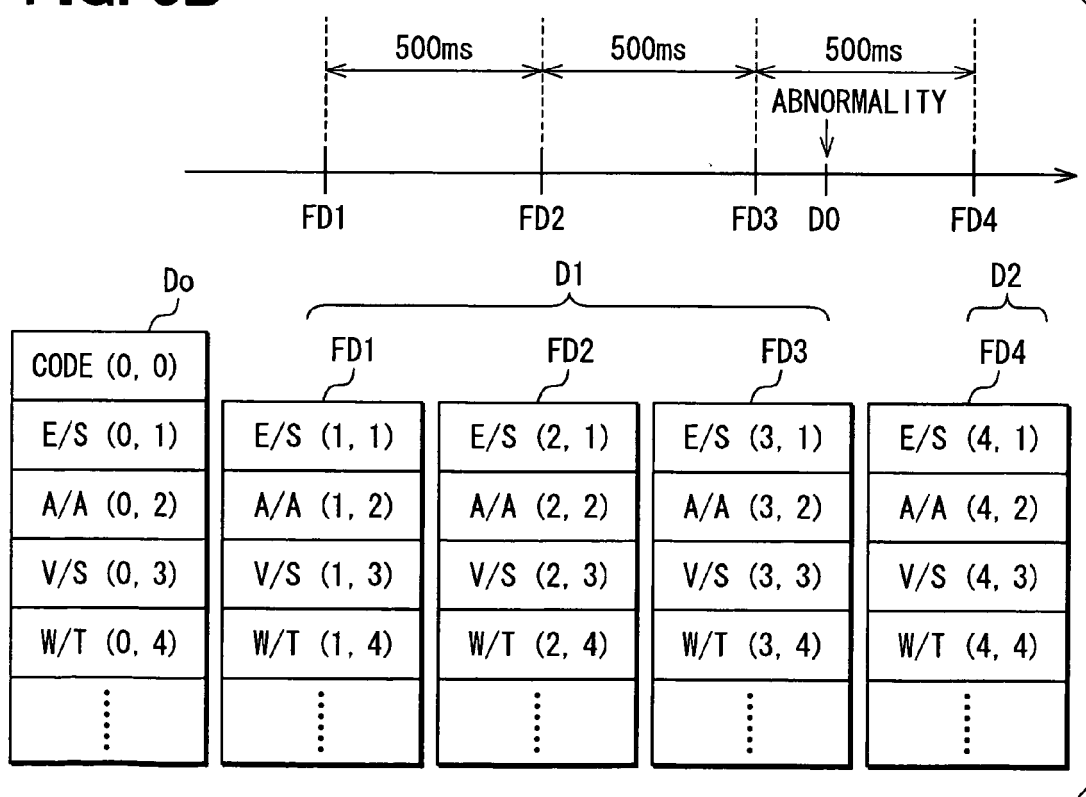 500ms 500ms 500ms
ABNORMALITY
FD1 FD2 FD3 D0 FD4
Do D1 D2
FD1 FD2 FD3 FD4
CODE (0, 0)
E/S (0, 1) E/S (1, 1) E/S (2, 1) E/S (3, 1) E/S (4, 1)
A/A (0, 2) A/A (1, 2) A/A (2, 2) A/A (3, 2) A/A (4, 2)
V/S (0, 3) V/S (1, 3) V/S (2, 3) V/S (3, 3) V/S (4, 3)
W/T (0, 4) W/T (1, 4) W/T (2, 4) W/T (3, 4) W/T (4, 4)